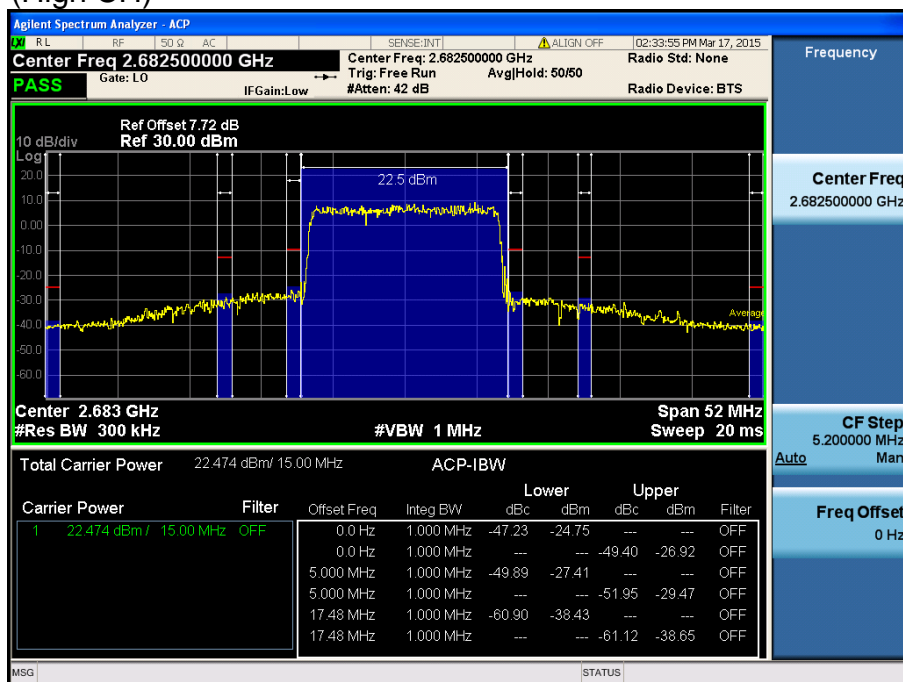 (High CH)
Agilent Spectrum Analyzer - ACP
LXI RL RF 50 Ω AC SENSE:INT ALIGN OFF 02:33:55 PM Mar 17, 2015
Center Freq 2.682500000 GHz Center Freq: 2.682500000 GHz Radio Std: None
PASS Gate: LO Trig: Free Run Avg|Hold: 50/50
IFGain:Low #Atten: 42 dB Radio Device: BTS
Ref Offset 7.72 dB
10 dB/div Ref 30.00 dBm
Log
20.0
10.0
0.00
-10.0
-20.0
-30.0
-40.0
-50.0
-60.0
22.5 dBm
Average
Center 2.683 GHz Span 52 MHz
#Res BW 300 kHz #VBW 1 MHz Sweep 20 ms
Total Carrier Power 22.474 dBm/ 15.00 MHz ACP-IBW
Lower Upper
Carrier Power Filter Offset Freq Integ BW dBc dBm dBc dBm Filter
1 22.474 dBm / 15.00 MHz OFF 0.0 Hz 1.000 MHz -47.23 -24.75 --- --- OFF
0.0 Hz 1.000 MHz --- --- -49.40 -26.92 OFF
5.000 MHz 1.000 MHz -49.89 -27.41 --- --- OFF
5.000 MHz 1.000 MHz --- --- -51.95 -29.47 OFF
17.48 MHz 1.000 MHz -60.90 -38.43 --- --- OFF
17.48 MHz 1.000 MHz --- --- -61.12 -38.65 OFF
MSG STATUS
Frequency
Center Freq
2.682500000 GHz
CF Step
5.200000 MHz
Auto Man
Freq Offset
0 Hz